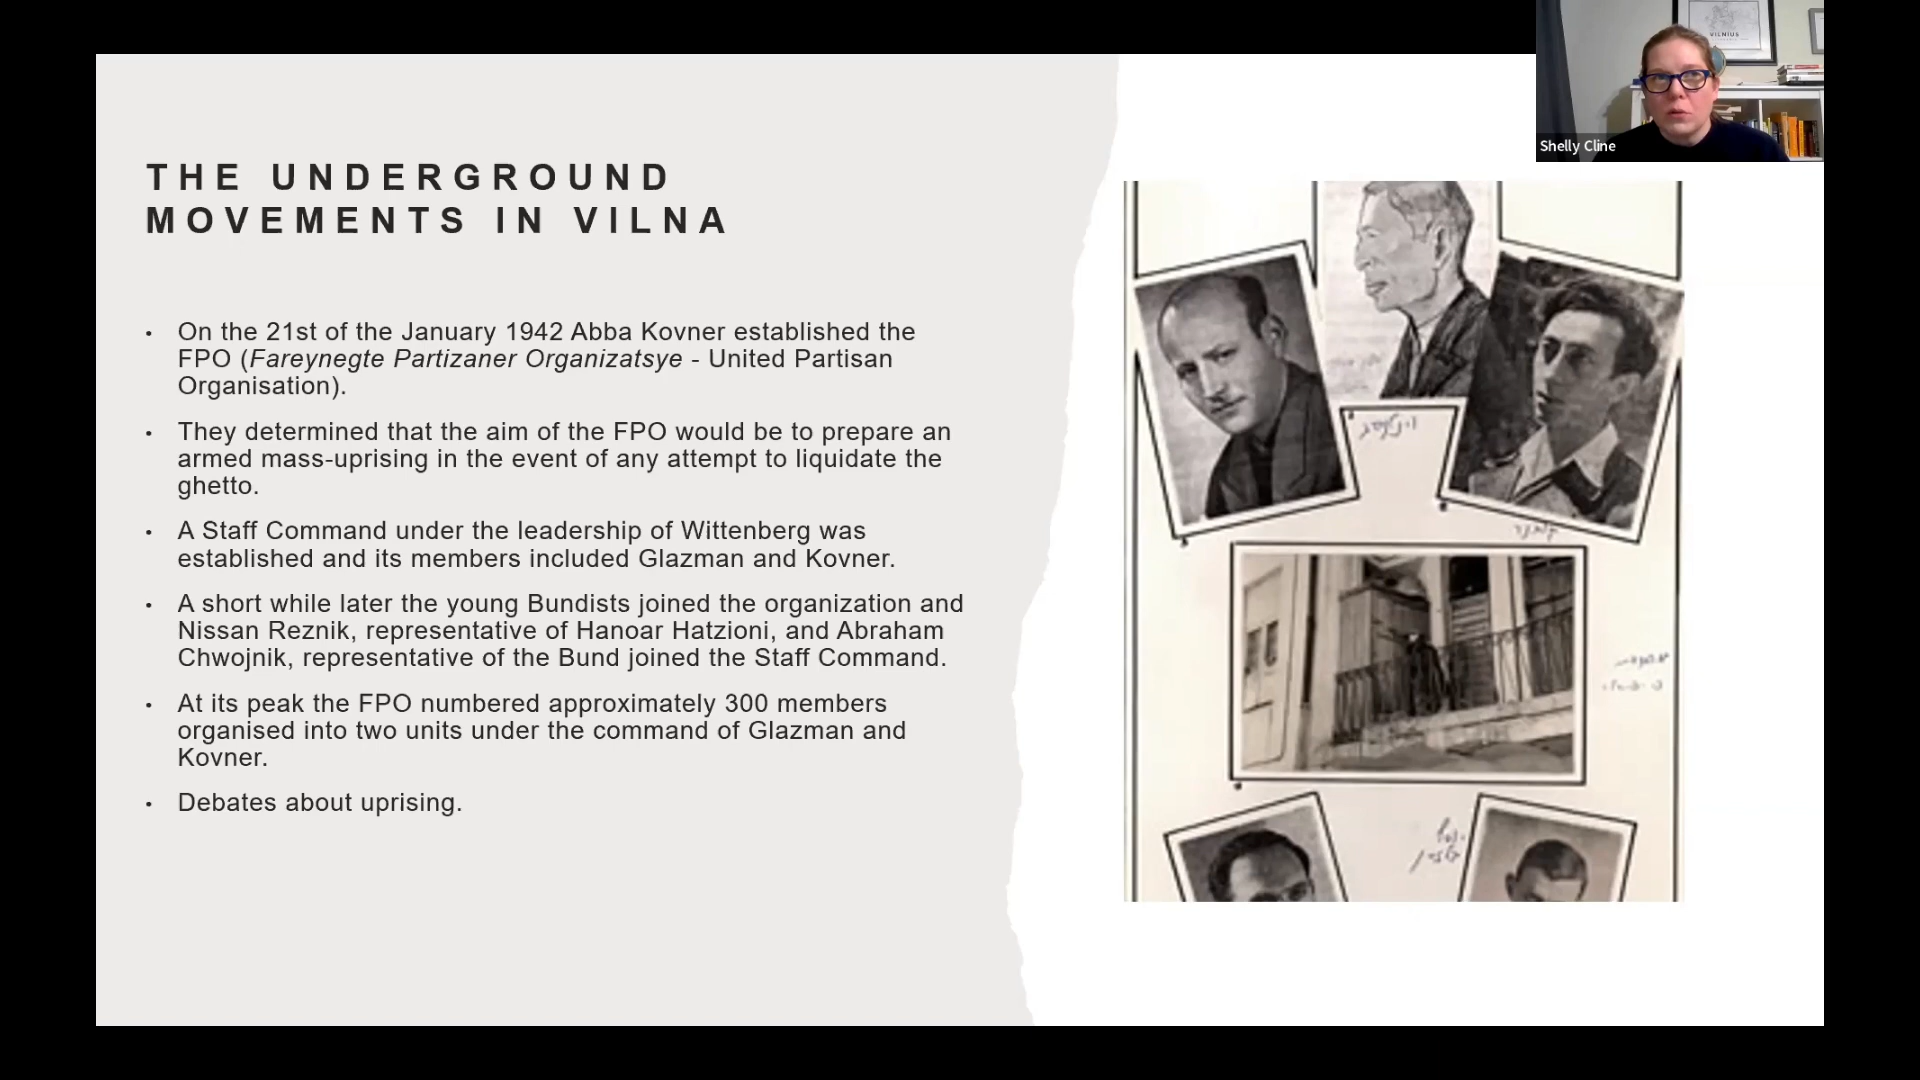 VILNIUS
Shelly Cline
THE UNDERGROUND
MOVEMENTS IN VILNA
• On the 21st of the January 1942 Abba Kovner established the
FPO (Fareynegte Partizaner Organizatsye - United Partisan
Organisation).
• They determined that the aim of the FPO would be to prepare an
armed mass-uprising in the event of any attempt to liquidate the
ghetto.
• A Staff Command under the leadership of Wittenberg was
established and its members included Glazman and Kovner.
• A short while later the young Bundists joined the organization and
Nissan Reznik, representative of Hanoar Hatzioni, and Abraham
Chwojnik, representative of the Bund joined the Staff Command.
• At its peak the FPO numbered approximately 300 members
organised into two units under the command of Glazman and
Kovner.
• Debates about uprising.